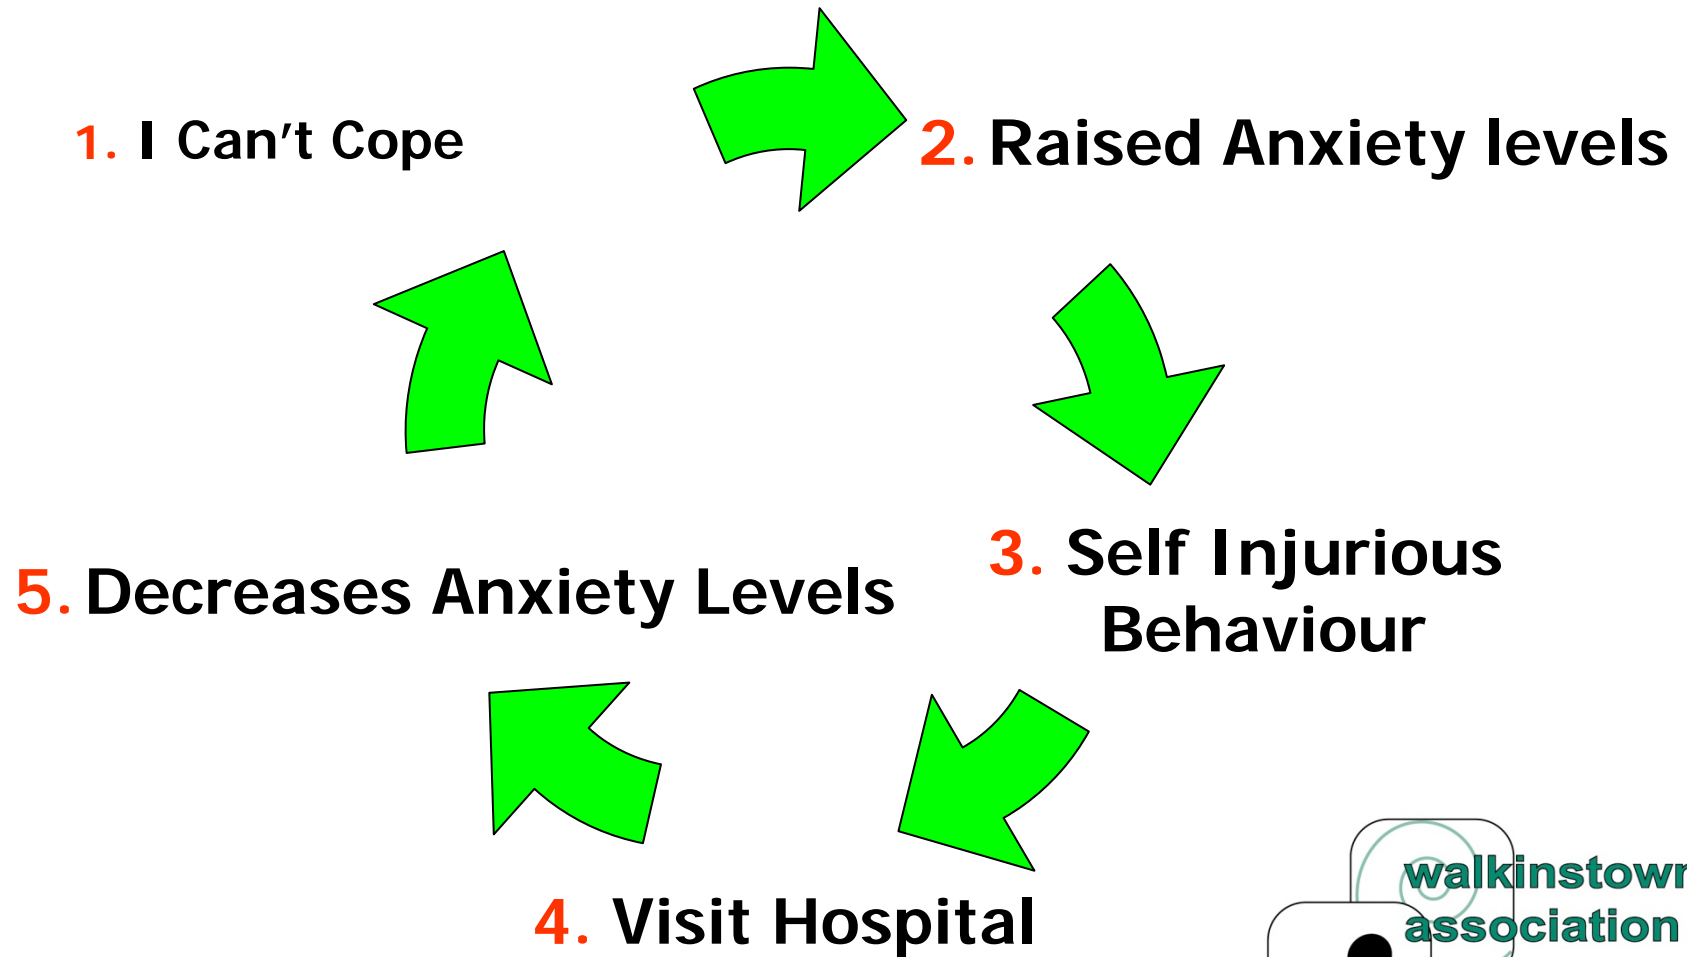 1. I Can't Cope
2. Raised Anxiety levels
3. Self Injurious
Behaviour
4. Visit Hospital
5. Decreases Anxiety Levels
walkinstown
association